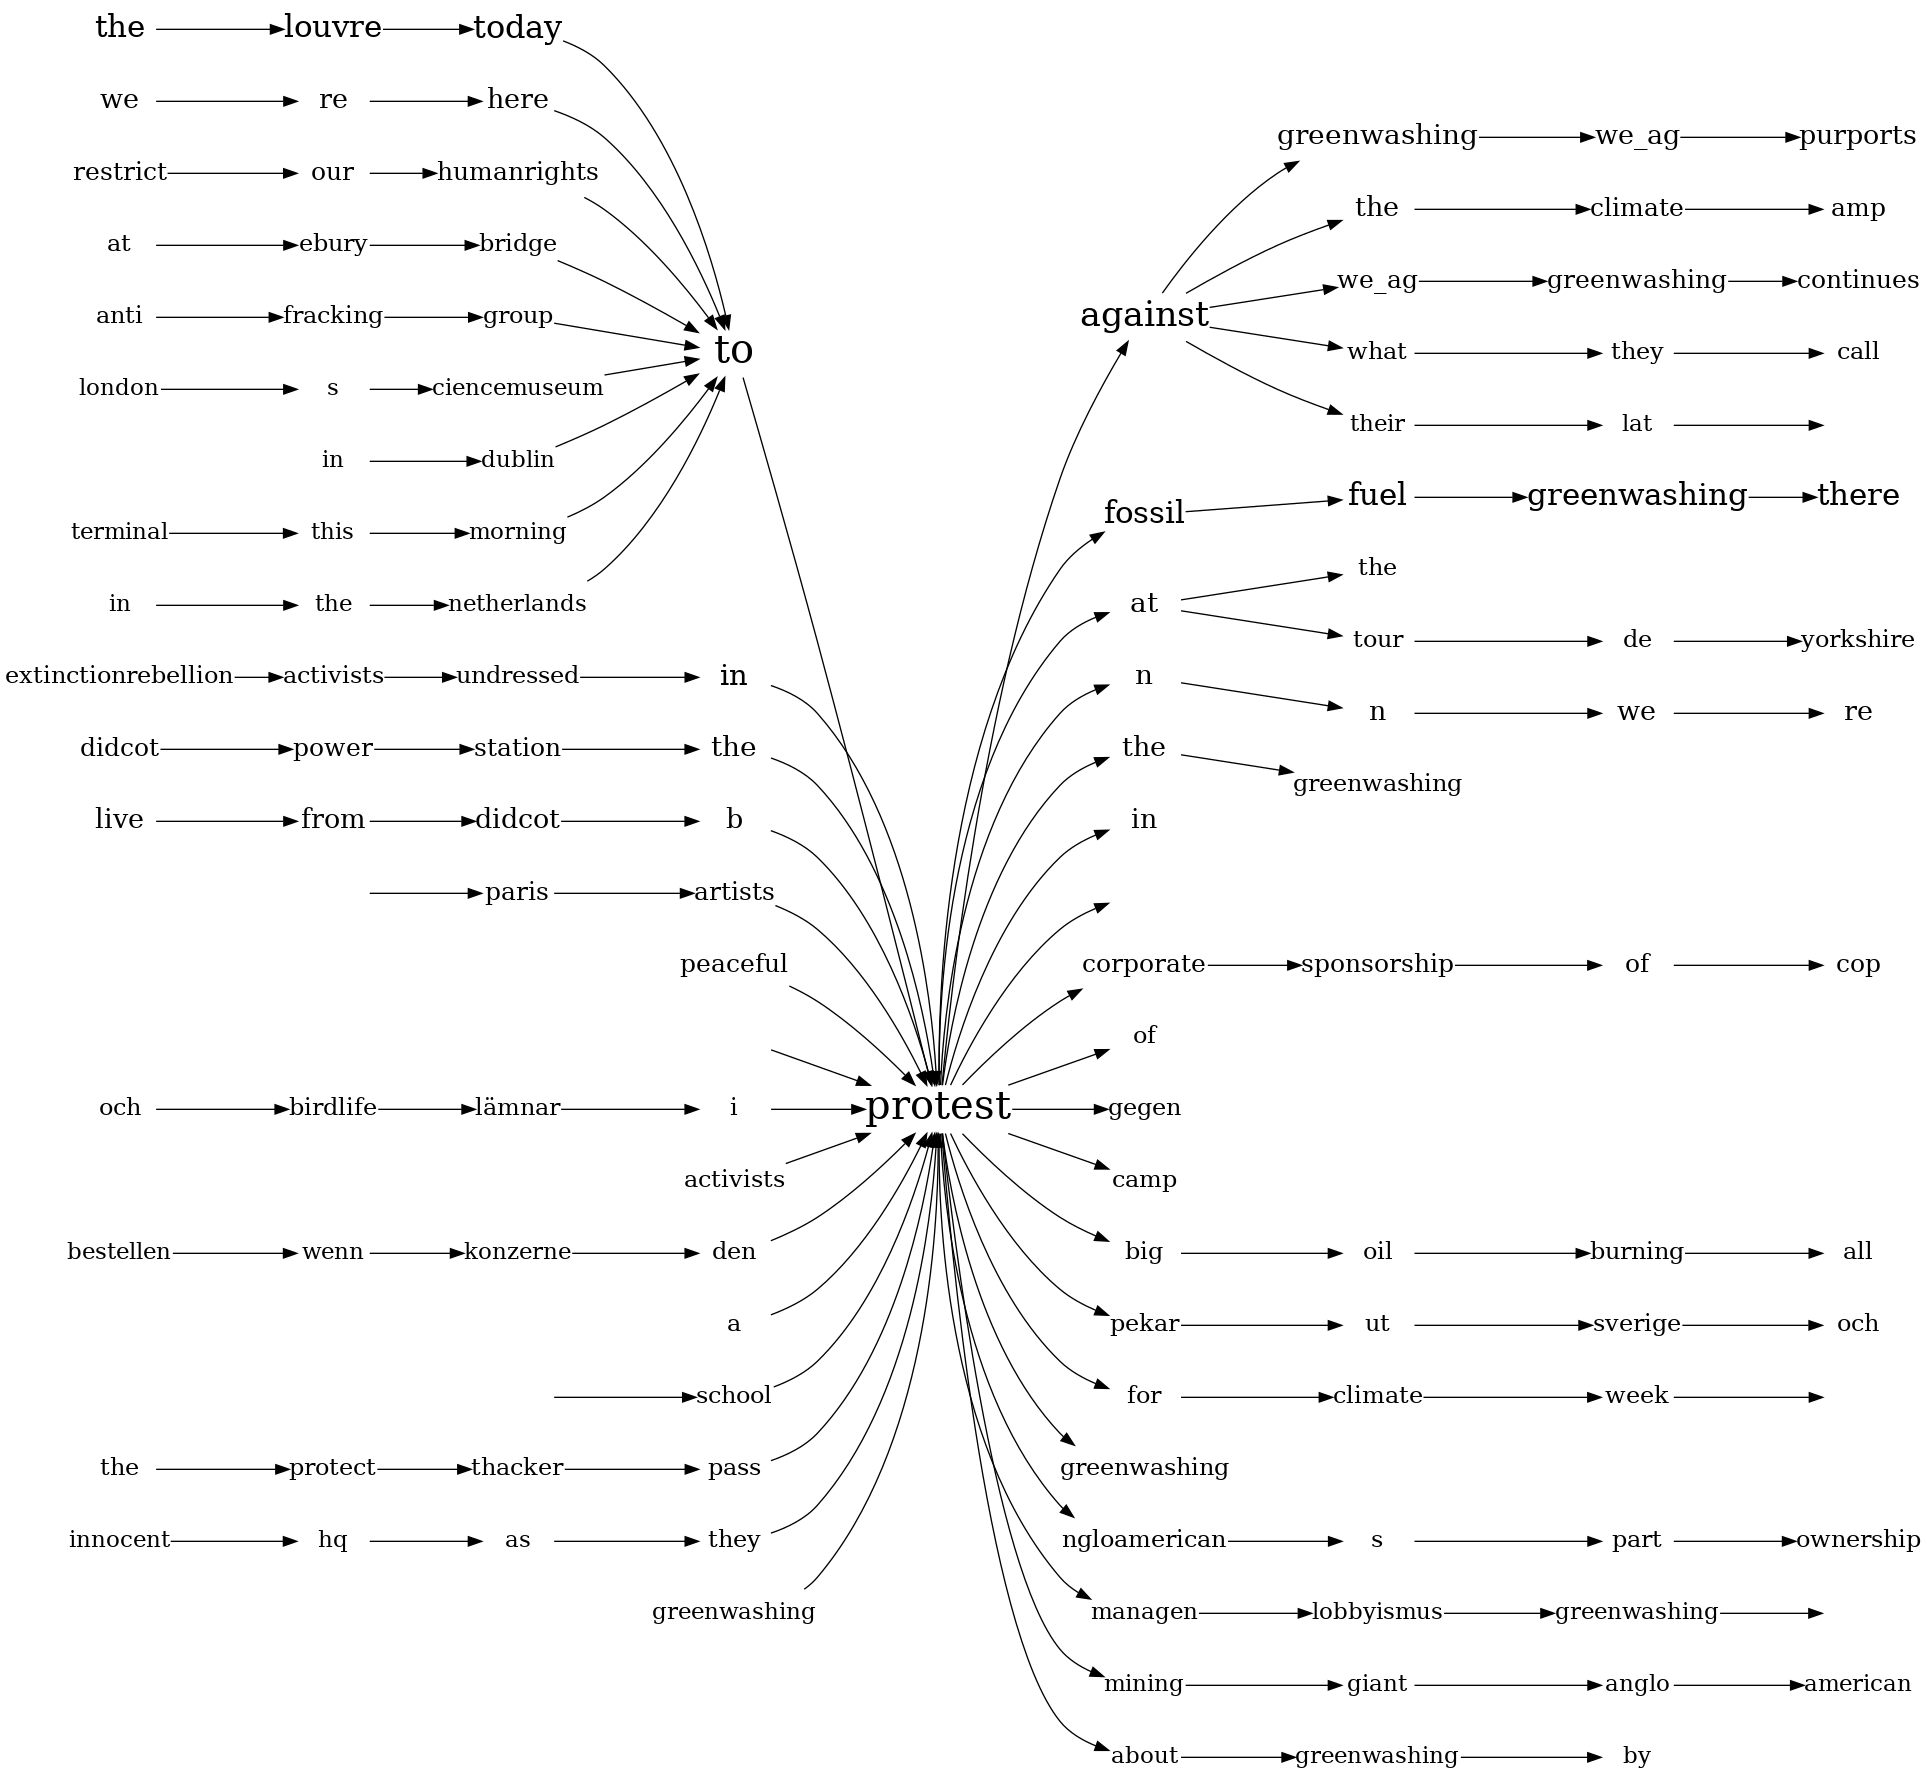 the louvre today
we re here
restrict our humanrights
at ebury bridge
anti fracking group
london s ciencemuseum
in dublin
terminal this morning
in the netherlands
to
extinctionrebellion activists undressed in
didcot power station the
live from didcot b
paris artists
peaceful
och birdlife lämnar i
activists
bestellen wenn konzerne den
a
school
the protect thacker pass
innocent hq as they
greenwashing
protest
against
greenwashing we_ag purports
the climate amp
we_ag greenwashing continues
what they call
their lat
fossil fuel greenwashing there
at
the
tour de yorkshire
n n we re
the greenwashing
in
corporate sponsorship of cop
of
gegen
camp
big oil burning all
pekar ut sverige och
for climate week
greenwashing
ngloamerican s part ownership
managen lobbyismus greenwashing
mining giant anglo american
about greenwashing by